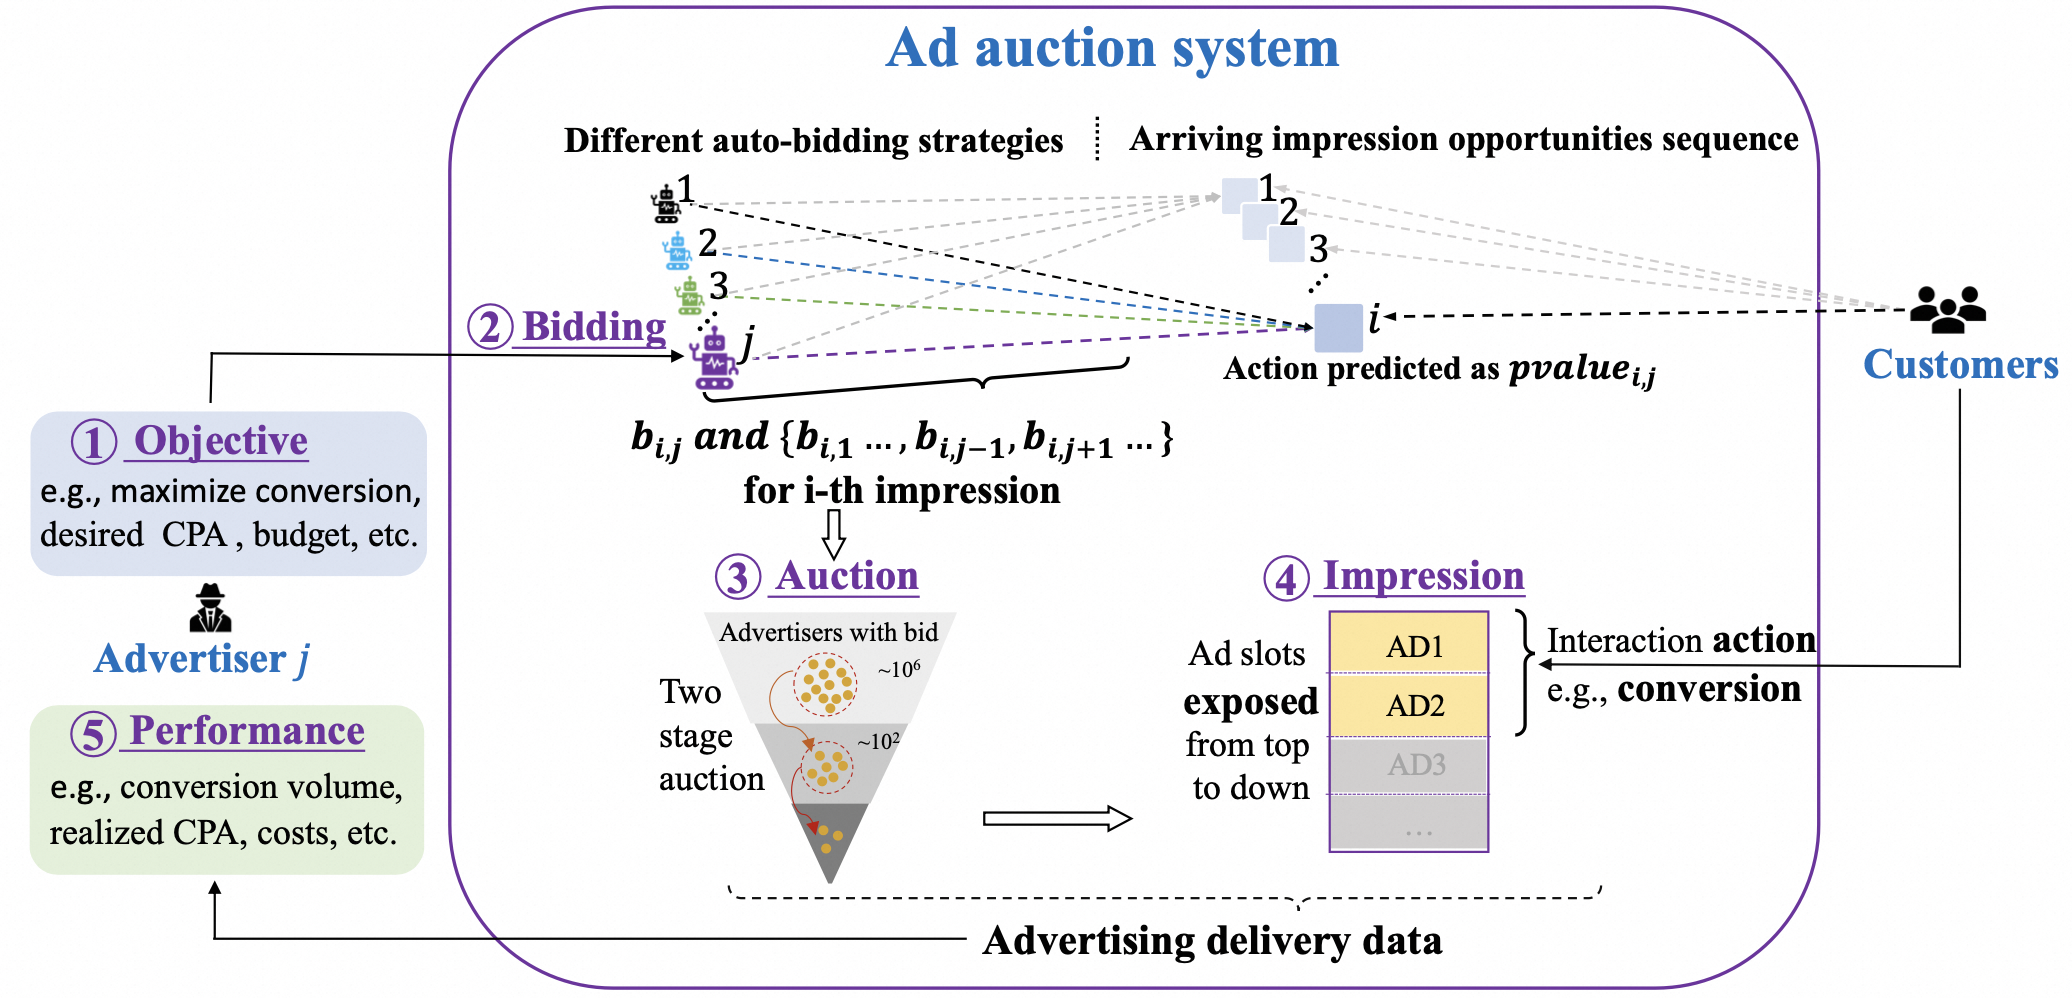 Ad auction system
Different auto-bidding strategies
Arriving impression opportunities sequence
1
2
3
⋰
j
1
2
3
⋰
i
② Bidding
Action predicted as pvalue_{i,j}
Customers
① Objective
e.g., maximize conversion,
desired CPA , budget, etc.
Advertiser j
b_{i,j} and {b_{i,1} …, b_{i,j−1}, b_{i,j+1} …}
for i-th impression
③ Auction
Advertisers with bid
~10⁶
~10²
Two
stage
auction
④ Impression
Ad slots
exposed
from top
to down
AD1
AD2
AD3
…
Interaction action
e.g., conversion
⑤ Performance
e.g., conversion volume,
realized CPA, costs, etc.
Advertising delivery data